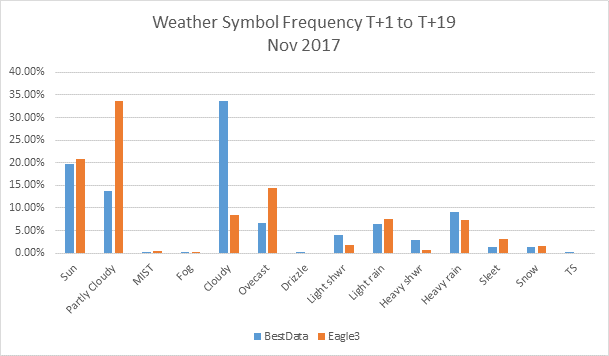 Weather Symbol Frequency T+1 to T+19
Nov 2017
40.00%
35.00%
30.00%
25.00%
20.00%
15.00%
10.00%
5.00%
0.00%
Sun
Partly Cloudy
MIST
Fog
Cloudy
Ovecast
Drizzle
Light shwr
Light rain
Heavy shwr
Heavy rain
Sleet
Snow
TS
BestData Eagle3